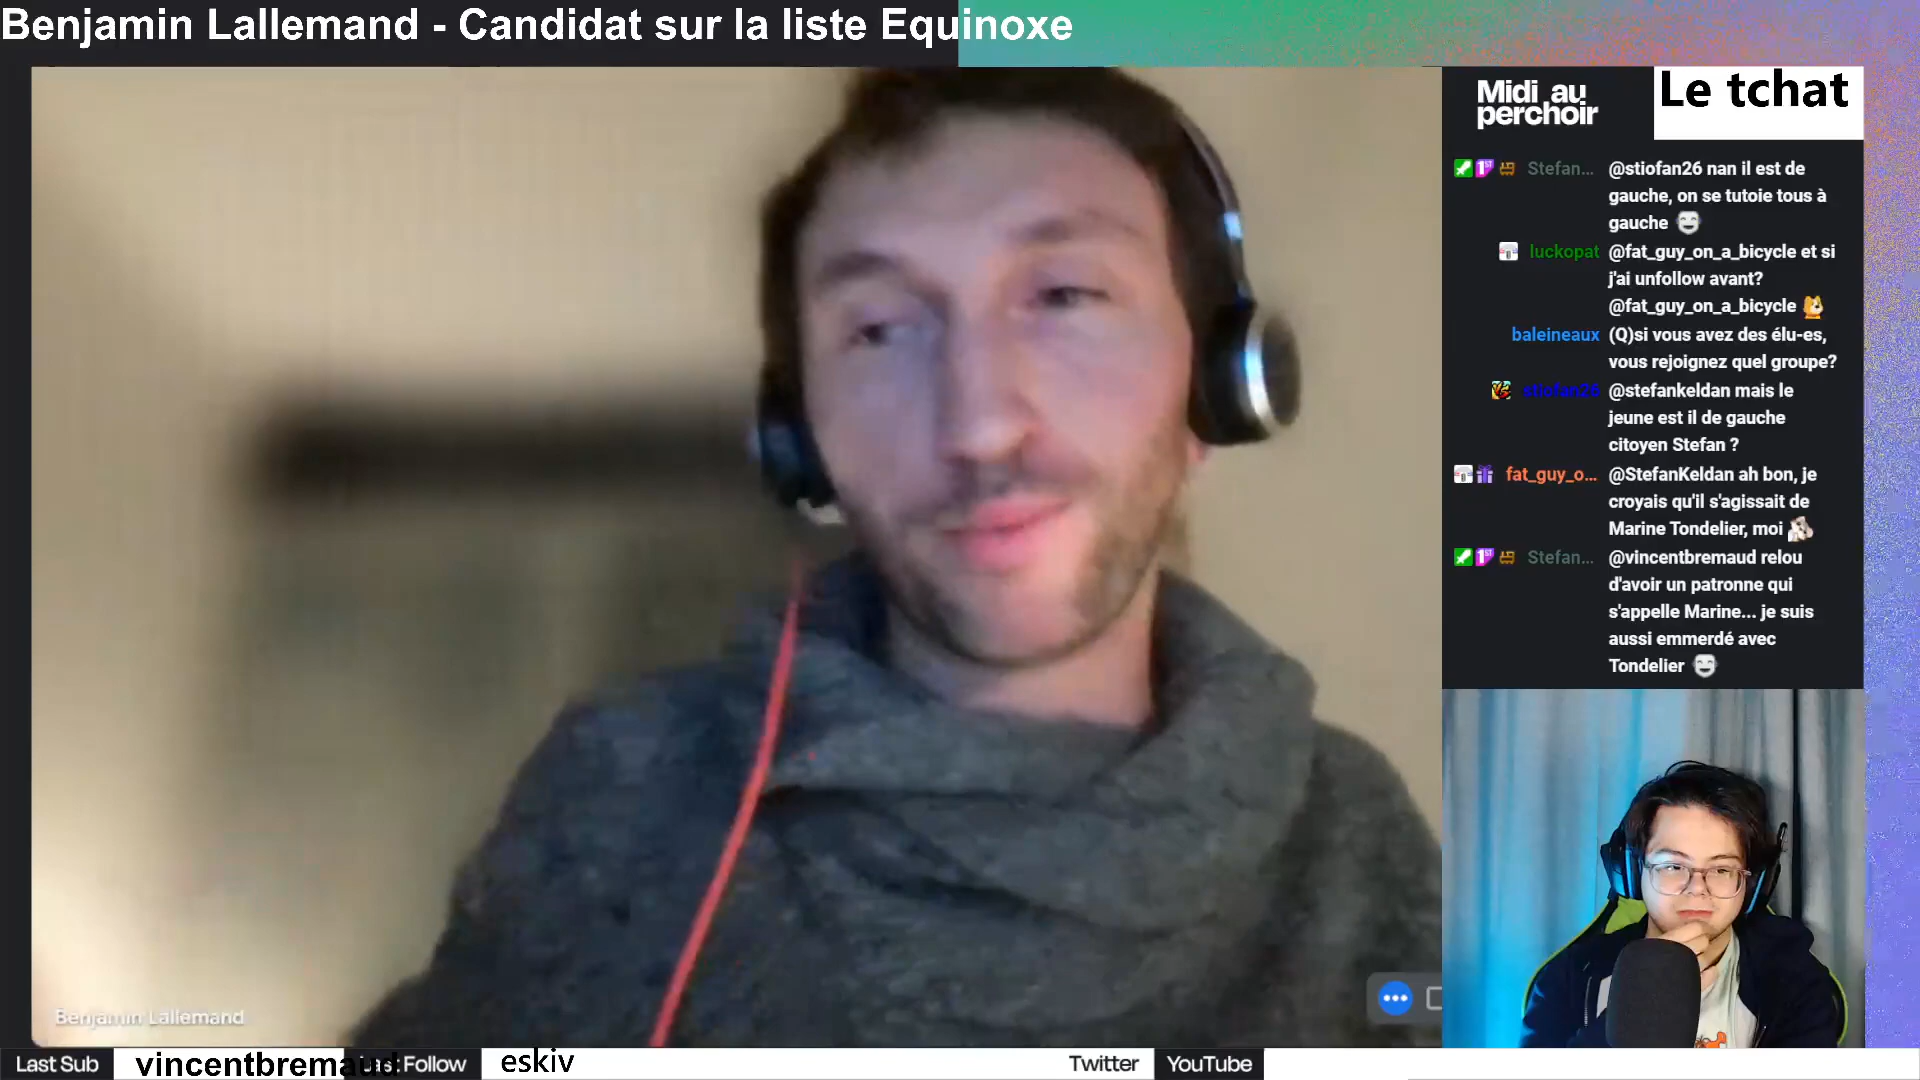 Benjamin Lallemand - Candidat sur la liste Equinoxe
Midi au
perchoir
Le tchat
Stefan... @stiofan26 nan il est de
gauche, on se tutoie tous à
gauche
luckopat @fat_guy_on_a_bicycle et si
j'ai unfollow avant?
@fat_guy_on_a_bicycle
baleineaux (Q)si vous avez des élu-es,
vous rejoignez quel groupe?
stiofan26 @stefankeldan mais le
jeune est il de gauche
citoyen Stefan ?
fat_guy_o... @StefanKeldan ah bon, je
croyais qu'il s'agissait de
Marine Tondelier, moi
Stefan... @vincentbremaud relou
d'avoir un patronne qui
s'appelle Marine... je suis
aussi emmerdé avec
Tondelier
Benjamin Lallemand
Last Sub vincentbremaud Last Follow eskiv Twitter YouTube